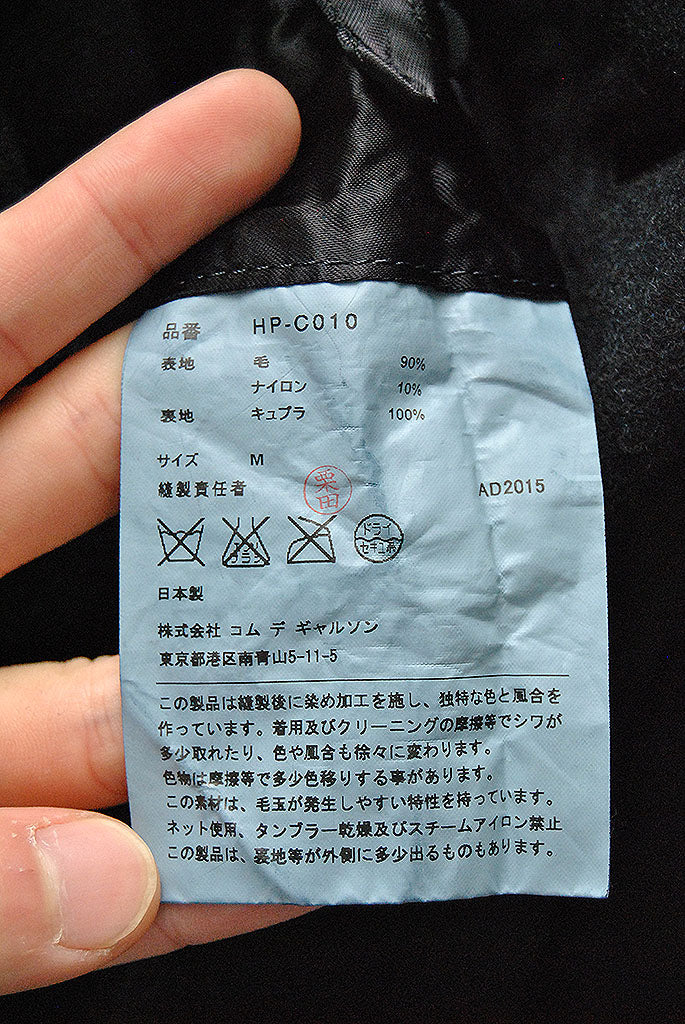 品番 HP-C010
表地 毛 90%
ナイロン 10%
裏地 キュプラ 100%
サイズ M
縫製責任者 栗田 AD2015
エンソ ブラシ ドライ セキユ系
日本製
株式会社 コム デ ギャルソン
東京都港区南青山5-11-5
この製品は縫製後に染め加工を施し、独特な色と風合を
作っています。着用及びクリーニングの摩擦等でシワが
多少取れたり、色や風合も徐々に変わります。
色物は摩擦等で多少色移りする事があります。
この素材は、毛玉が発生しやすい特性を持っています。
ネット使用、タンブラー乾燥及びスチームアイロン禁止
この製品は、裏地等が外側に多少出るものもあります。